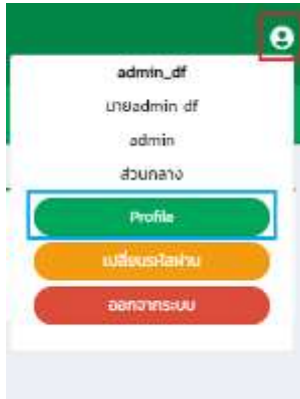 admin_df
นายadmin df
admin
ส่วนกลาง
Profile
เปลี่ยนรหัสผ่าน
ออกจากระบบ